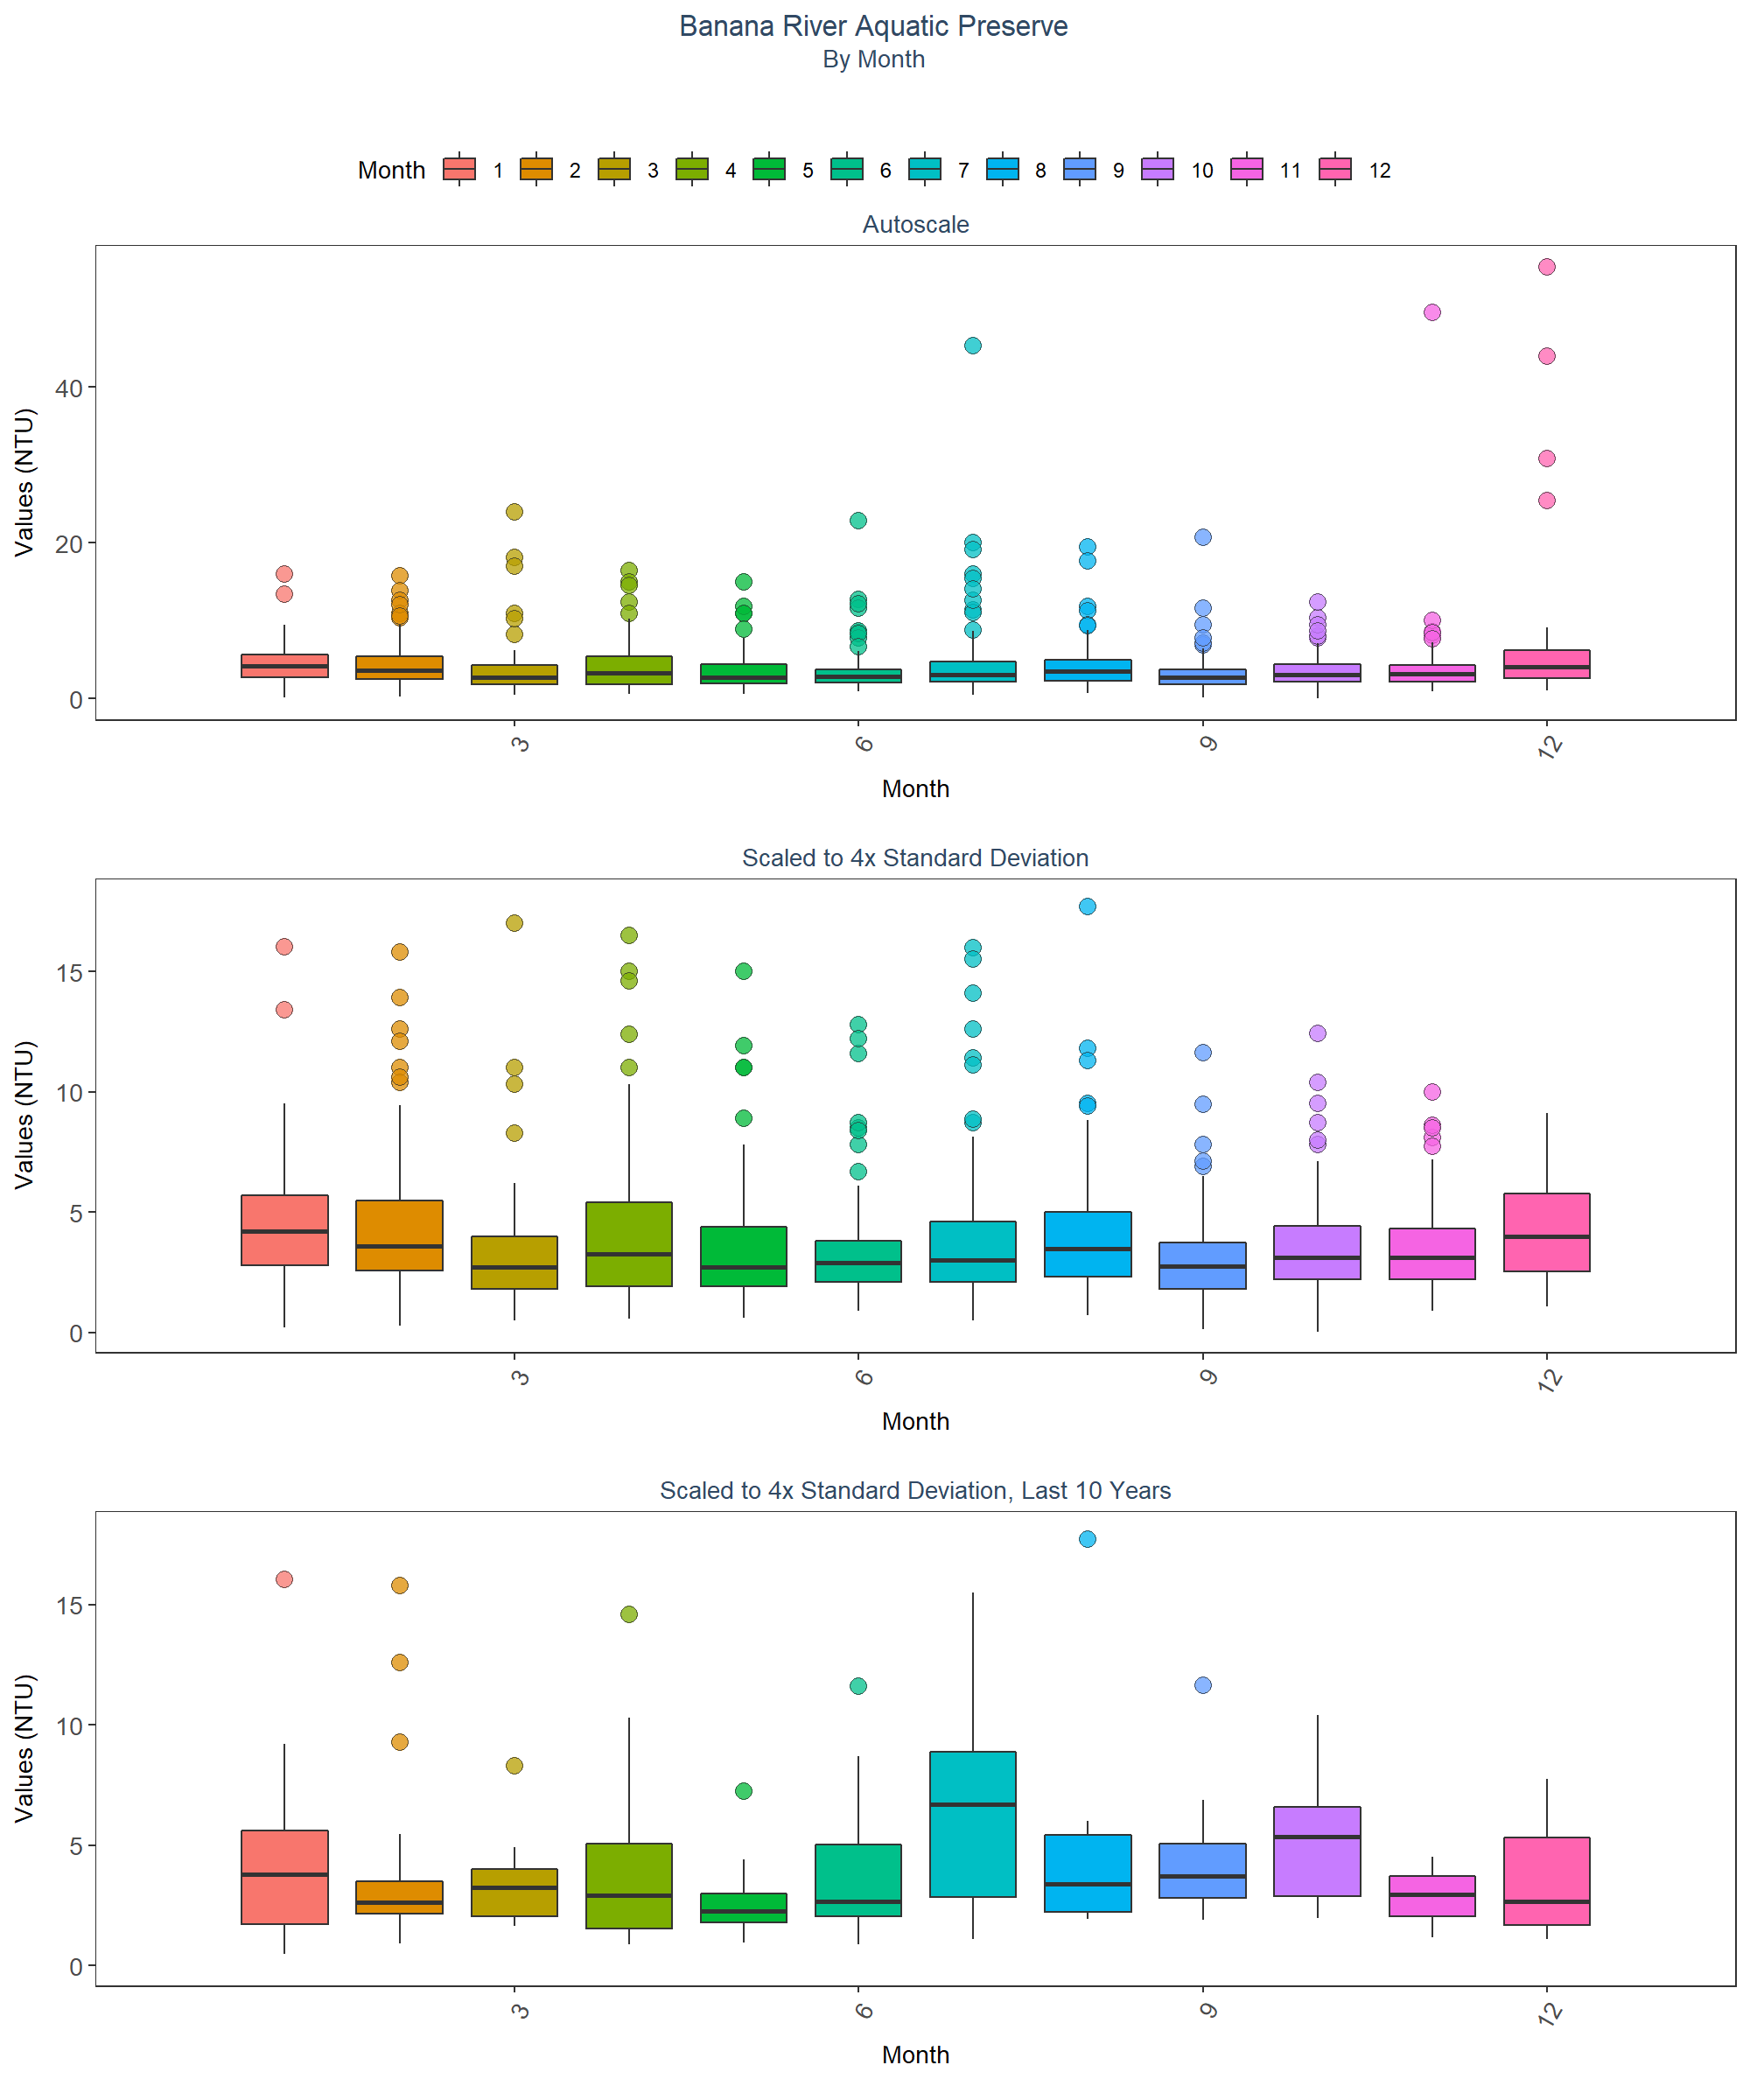 Banana River Aquatic Preserve
By Month
Month 1 2 3 4 5 6 7 8 9 10 11 12
Autoscale
Values (NTU)
40
20
0
3 6 9 12
Month
Scaled to 4x Standard Deviation
Values (NTU)
15
10
5
0
3 6 9 12
Month
Scaled to 4x Standard Deviation, Last 10 Years
Values (NTU)
15
10
5
0
3 6 9 12
Month